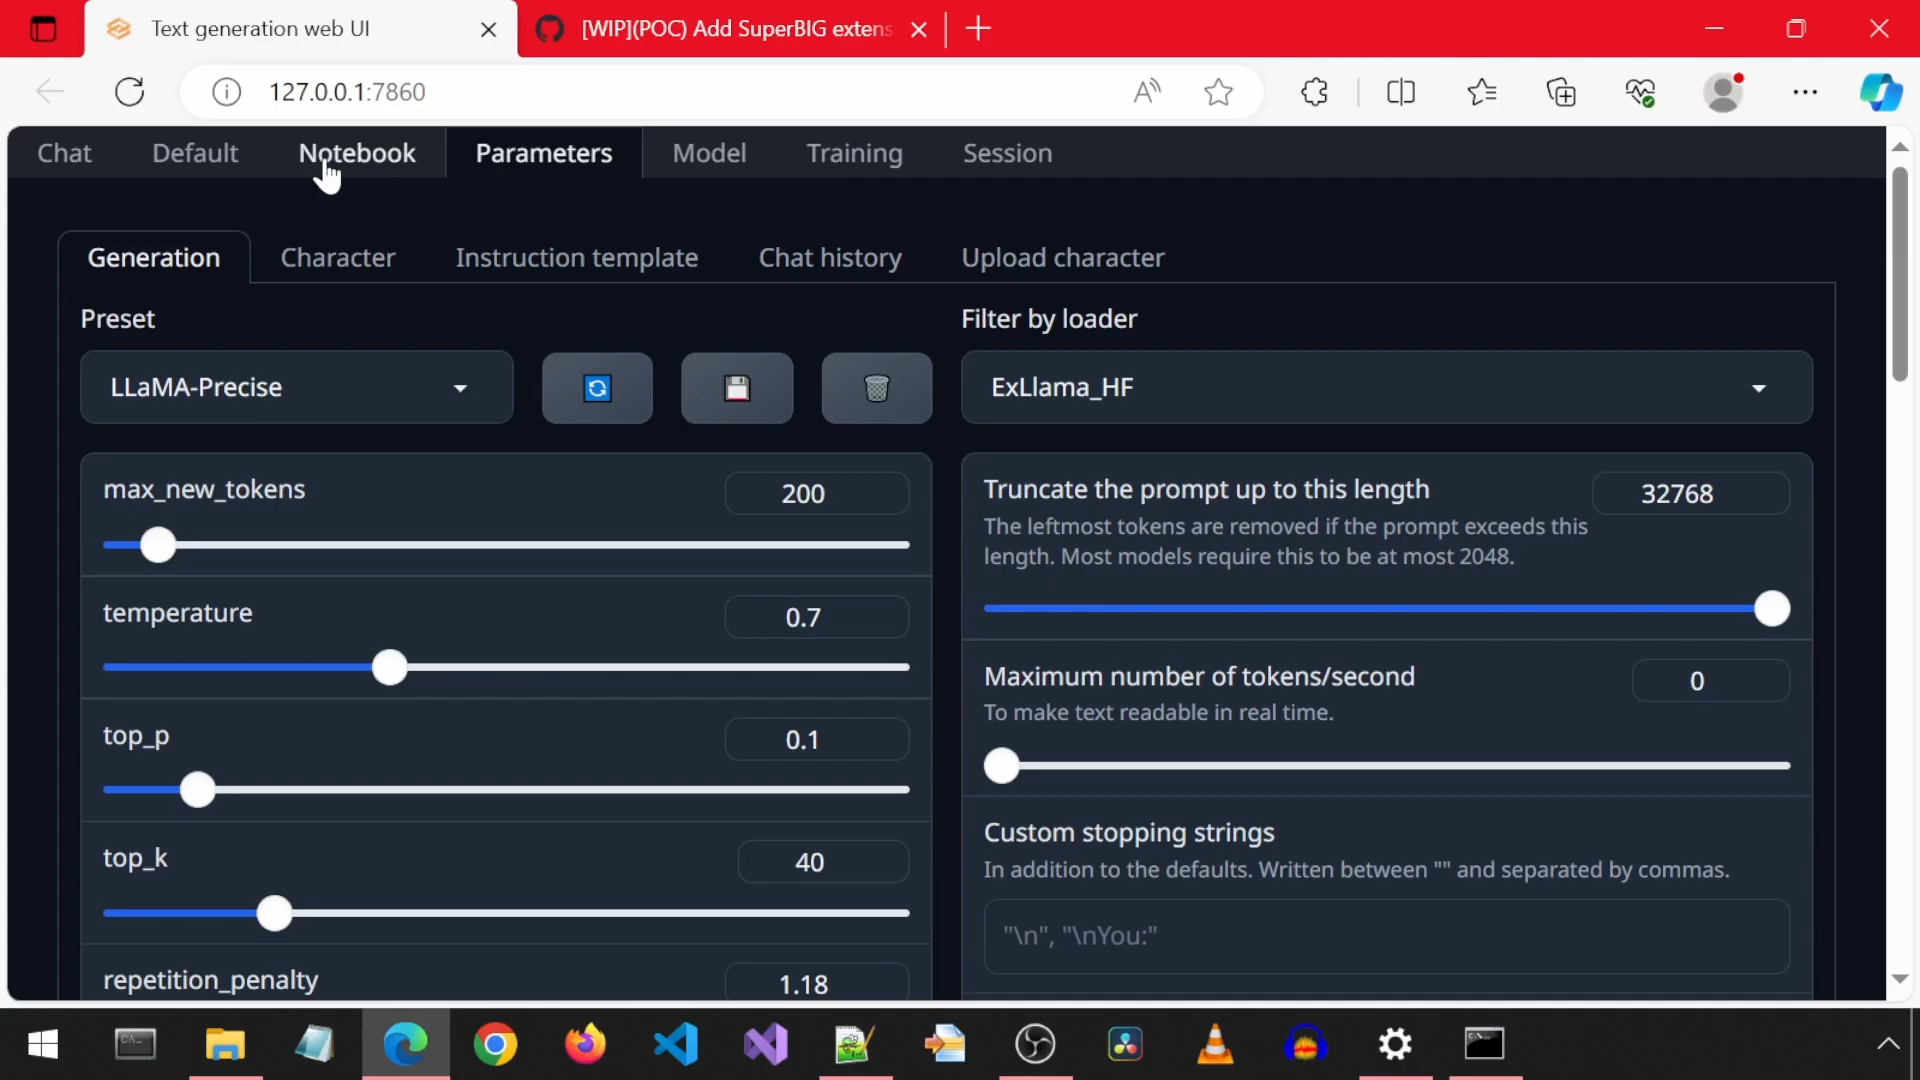 Text generation web UI
[WIP](POC) Add SuperBIG extens
127.0.0.1:7860
Chat Default Notebook Parameters Model Training Session
Generation Character Instruction template Chat history Upload character
Preset
LLaMA-Precise
Filter by loader
ExLlama_HF
max_new_tokens 200
temperature 0.7
top_p 0.1
top_k 40
repetition_penalty 1.18
Truncate the prompt up to this length 32768
The leftmost tokens are removed if the prompt exceeds this
length. Most models require this to be at most 2048.
Maximum number of tokens/second 0
To make text readable in real time.
Custom stopping strings
In addition to the defaults. Written between "" and separated by commas.
"\n", "\nYou:"